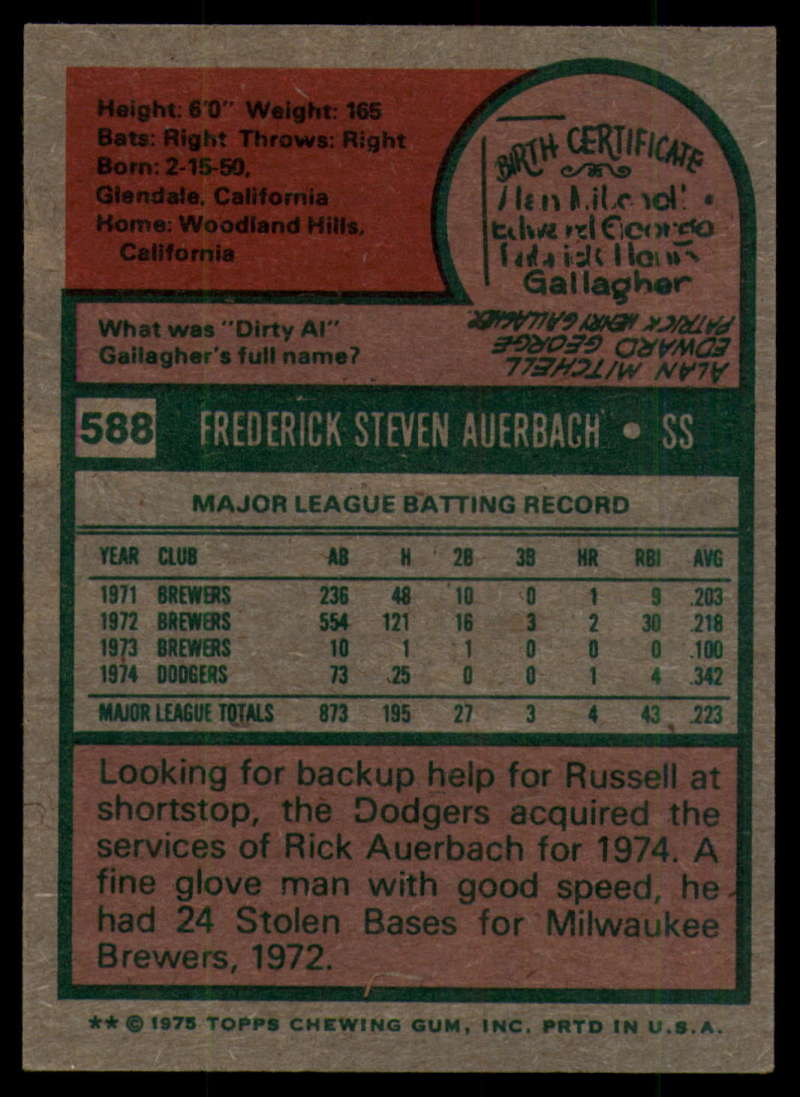 Height: 6'0" Weight: 165
Bats: Right Throws: Right
Born: 2-15-50,
Glendale, California
Home: Woodland Hills,
California
BIRTH CERTIFICATE
Edward George
Gallagher
What was "Dirty Al"
Gallagher's full name?
ALAN MITCHELL
EDWARD GEORGE
PATRICK HENRY GALLAGHER.
588 FREDERICK STEVEN AUERBACH • SS
MAJOR LEAGUE BATTING RECORD
YEAR CLUB AB H 2B 3B HR RBI AVG
1971 BREWERS 236 48 10 0 1 9 .203
1972 BREWERS 554 121 16 3 2 30 .218
1973 BREWERS 10 1 1 0 0 0 .100
1974 DODGERS 73 25 0 0 1 4 .342
MAJOR LEAGUE TOTALS 873 195 27 3 4 43 .223
Looking for backup help for Russell at
shortstop, the Dodgers acquired the
services of Rick Auerbach for 1974. A
fine glove man with good speed, he
had 24 Stolen Bases for Milwaukee
Brewers, 1972.
** © 1975 TOPPS CHEWING GUM, INC. PRTD IN U.S.A.